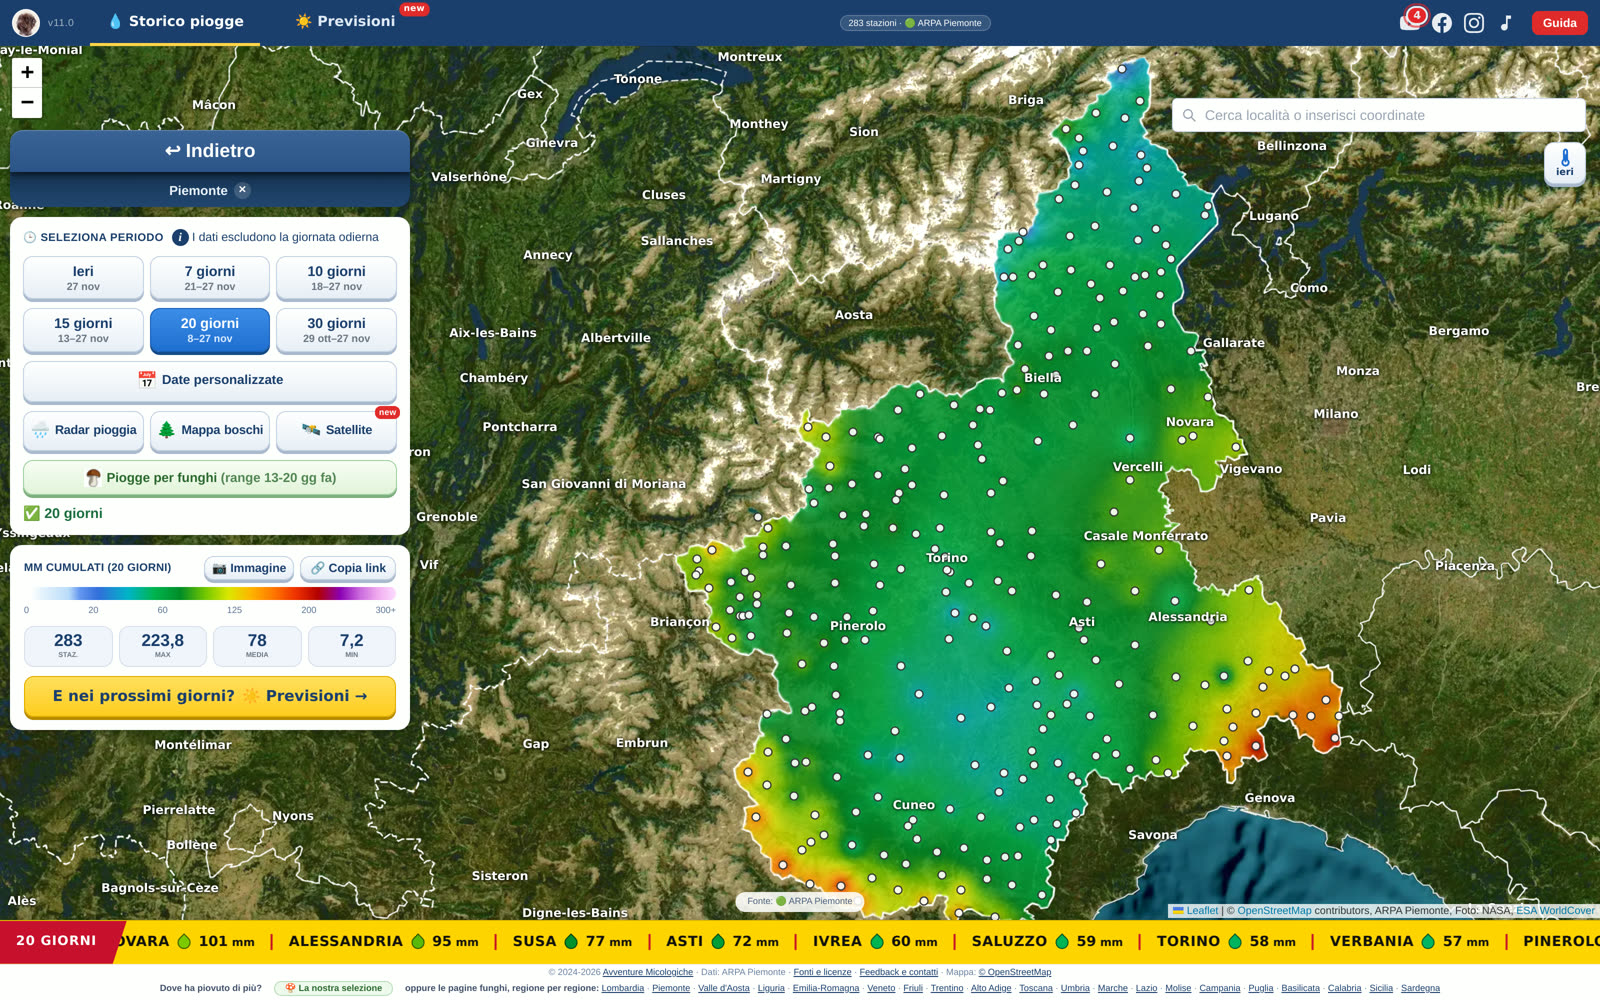 v11.0
💧 Storico piogge
☀️ Previsioni
new
283 stazioni · 🟢 ARPA Piemonte
4
Guida
+
−
↩ Indietro
Piemonte ✕
SELEZIONA PERIODO
i I dati escludono la giornata odierna
Ieri
27 nov
7 giorni
21–27 nov
10 giorni
18–27 nov
15 giorni
13–27 nov
20 giorni
8–27 nov
30 giorni
29 ott–27 nov
📅 Date personalizzate
Radar pioggia
Mappa boschi
Satellite
new
Piogge per funghi (range 13-20 gg fa)
✅ 20 giorni
MM CUMULATI (20 GIORNI)
Immagine
Copia link
0 20 60 125 200 300+
283
STAZ.
223,8
MAX
78
MEDIA
7,2
MIN
E nei prossimi giorni? ☀️ Previsioni →
Cerca località o inserisci coordinate
ieri
ay-le-Monial
Mâcon
Gex
Tonone
Montreux
Briga
Monthey
Sion
Ginevra
Bellinzona
Valserhône
Martigny
Cluses
Lugano
Sallanches
Annecy
Como
Aosta
Aix-les-Bains
Albertville
Bergamo
Gallarate
Chambéry
Biella
Monza
Bre
Milano
Novara
Pontcharra
ron
Vercelli
Vigevano
Lodi
San Giovanni di Moriana
Grenoble
Pavia
Casale Monferrato
Torino
Vif
Piacenza
Briançon
Pinerolo
Asti
Alessandria
Montélimar
Gap
Embrun
Genova
Cuneo
Pierrelatte
Nyons
Savona
Bollène
Sisteron
Bagnols-sur-Cèze
Alès
Digne-les-Bains
Fonte: 🟢 ARPA Piemonte
Leaflet | © OpenStreetMap contributors, ARPA Piemonte, Foto: NASA, ESA WorldCover
20 GIORNI
OVARA 101 mm | ALESSANDRIA 95 mm | SUSA 77 mm | ASTI 72 mm | IVREA 60 mm | SALUZZO 59 mm | TORINO 58 mm | VERBANIA 57 mm | PINEROLO
© 2024-2026 Avventure Micologiche · Dati: ARPA Piemonte · Fonti e licenze · Feedback e contatti · Mappa: © OpenStreetMap
Dove ha piovuto di più? La nostra selezione oppure le pagine funghi, regione per regione: Lombardia · Piemonte · Valle d'Aosta · Liguria · Emilia-Romagna · Veneto · Friuli · Trentino · Alto Adige · Toscana · Umbria · Marche · Lazio · Molise · Campania · Puglia · Basilicata · Calabria · Sicilia · Sardegna